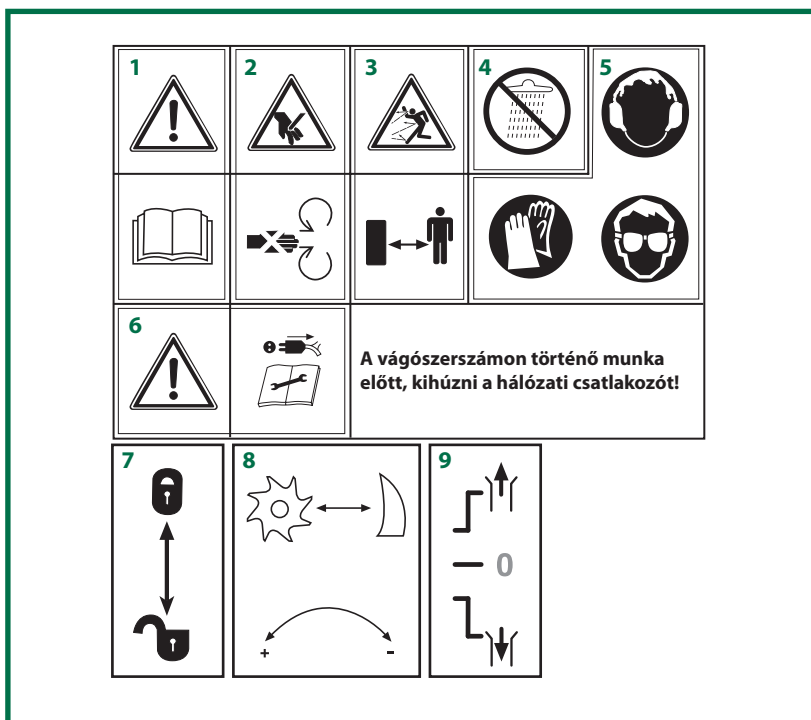 1 2 3 4 5
6
A vágószerszámon történő munka
előtt, kihúzni a hálózati csatlakozót!
7 8 9
0
+ -